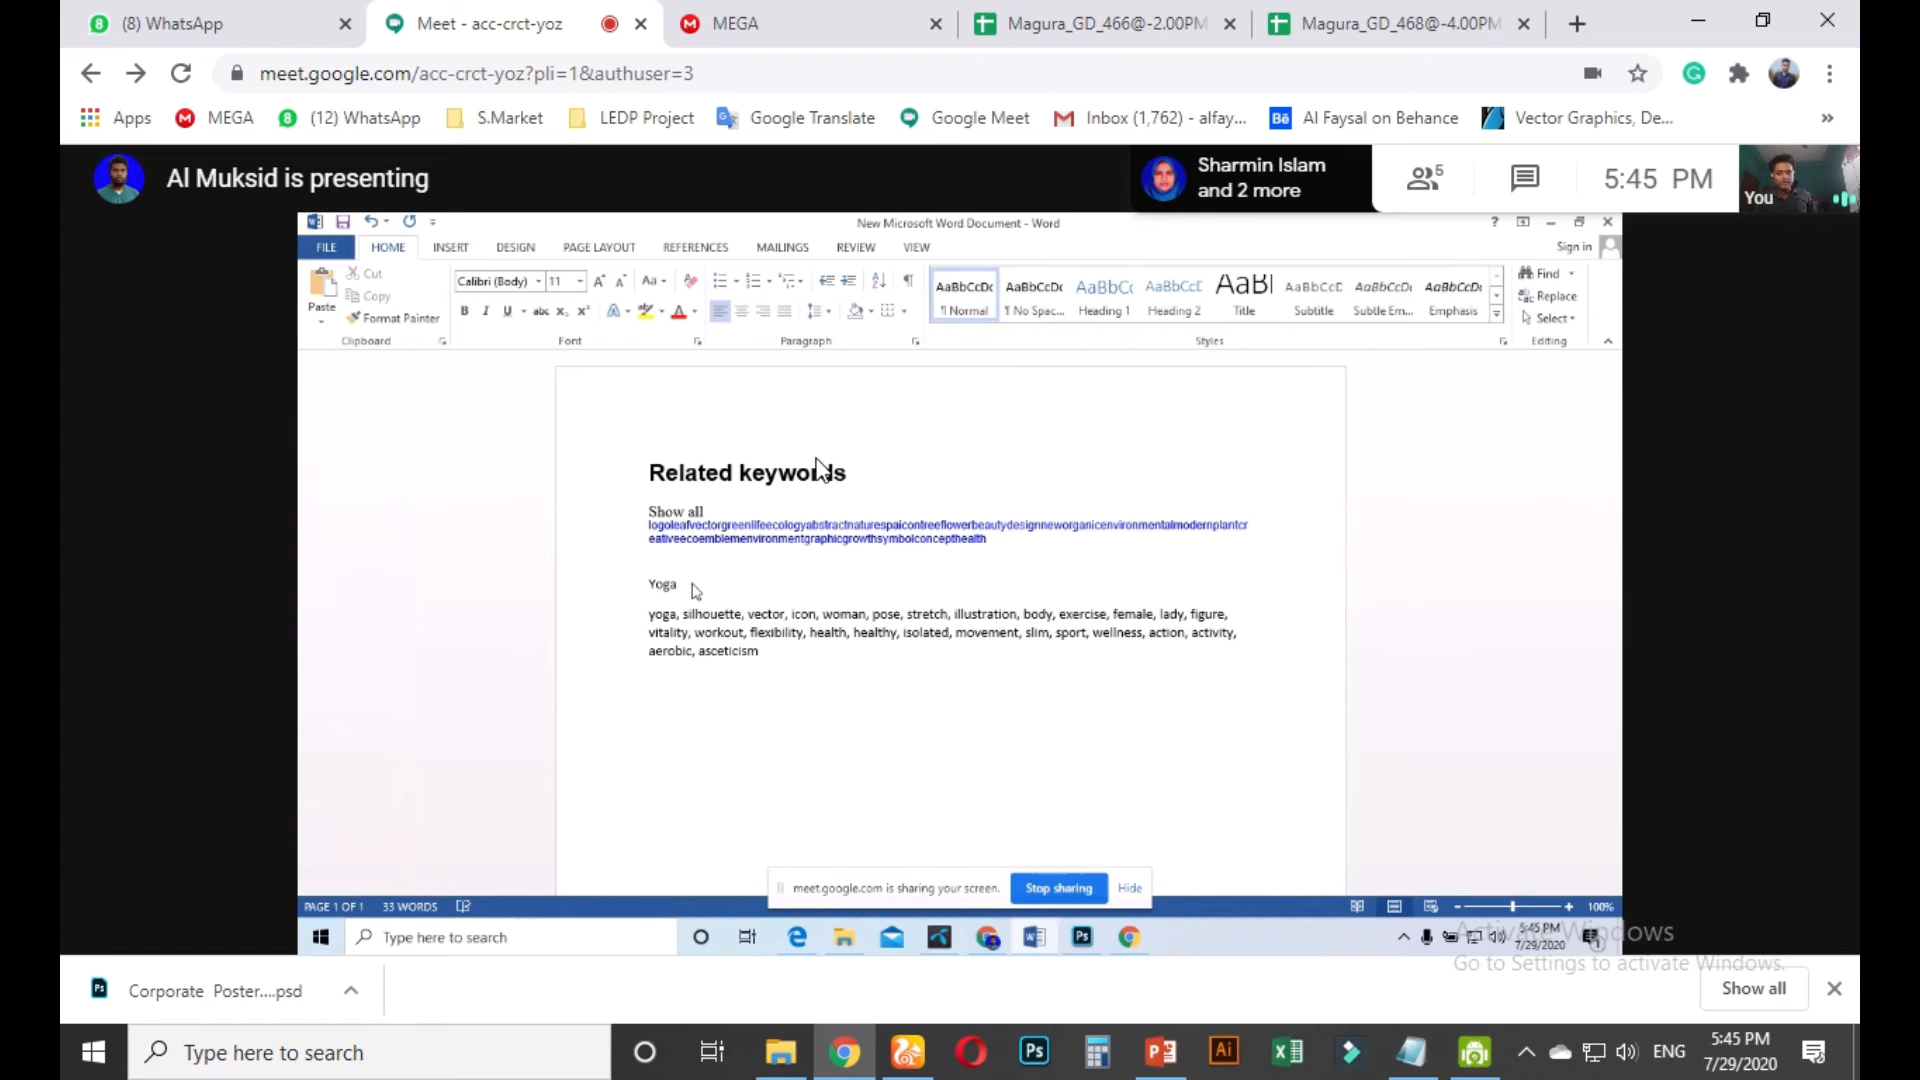 (8) WhatsApp
Meet - acc-crct-yoz
MEGA
Magura_GD_466@-2.00PM
Magura_GD_468@-4.00PM
meet.google.com/acc-crct-yoz?pli=1&authuser=3
Apps
MEGA
(12) WhatsApp
S.Market
LEDP Project
Google Translate
Google Meet
Inbox (1,762) - alfay...
Al Faysal on Behance
Vector Graphics, De...
Al Muksid is presenting
Sharmin Islam
and 2 more
5
5:45 PM
You
New Microsoft Word Document - Word
FILE HOME INSERT DESIGN PAGE LAYOUT REFERENCES MAILINGS REVIEW VIEW
Sign in
Cut
Copy
Format Painter
Paste
Clipboard
Calibri (Body) 11
Font
Paragraph
AaBbCcDc AaBbCcDc AaBbCc AaBbCcD AaBl AaBbCcD AaBbCcDc AaBbCcDc
¶ Normal ¶ No Spac... Heading 1 Heading 2 Title Subtitle Subtle Em... Emphasis
Styles
Find
Replace
Select
Editing
Related keywords
Show all
logoleafvectorgreenlifeecologyabstractnaturespaicontreeflowerbeautydesignneworganicenvironmentalmodernplantcr
eativeecoemblemenvironmentgraphicgrowthsymbolconcepthealth
Yoga
yoga, silhouette, vector, icon, woman, pose, stretch, illustration, body, exercise, female, lady, figure,
vitality, workout, flexibility, health, healthy, isolated, movement, slim, sport, wellness, action, activity,
aerobic, asceticism
meet.google.com is sharing your screen. Stop sharing Hide
PAGE 1 OF 1 33 WORDS
100%
Type here to search
5:45 PM
7/29/2020
Activate Windows
Go to Settings to activate Windows.
Corporate Poster....psd
Show all
Type here to search
ENG
5:45 PM
7/29/2020